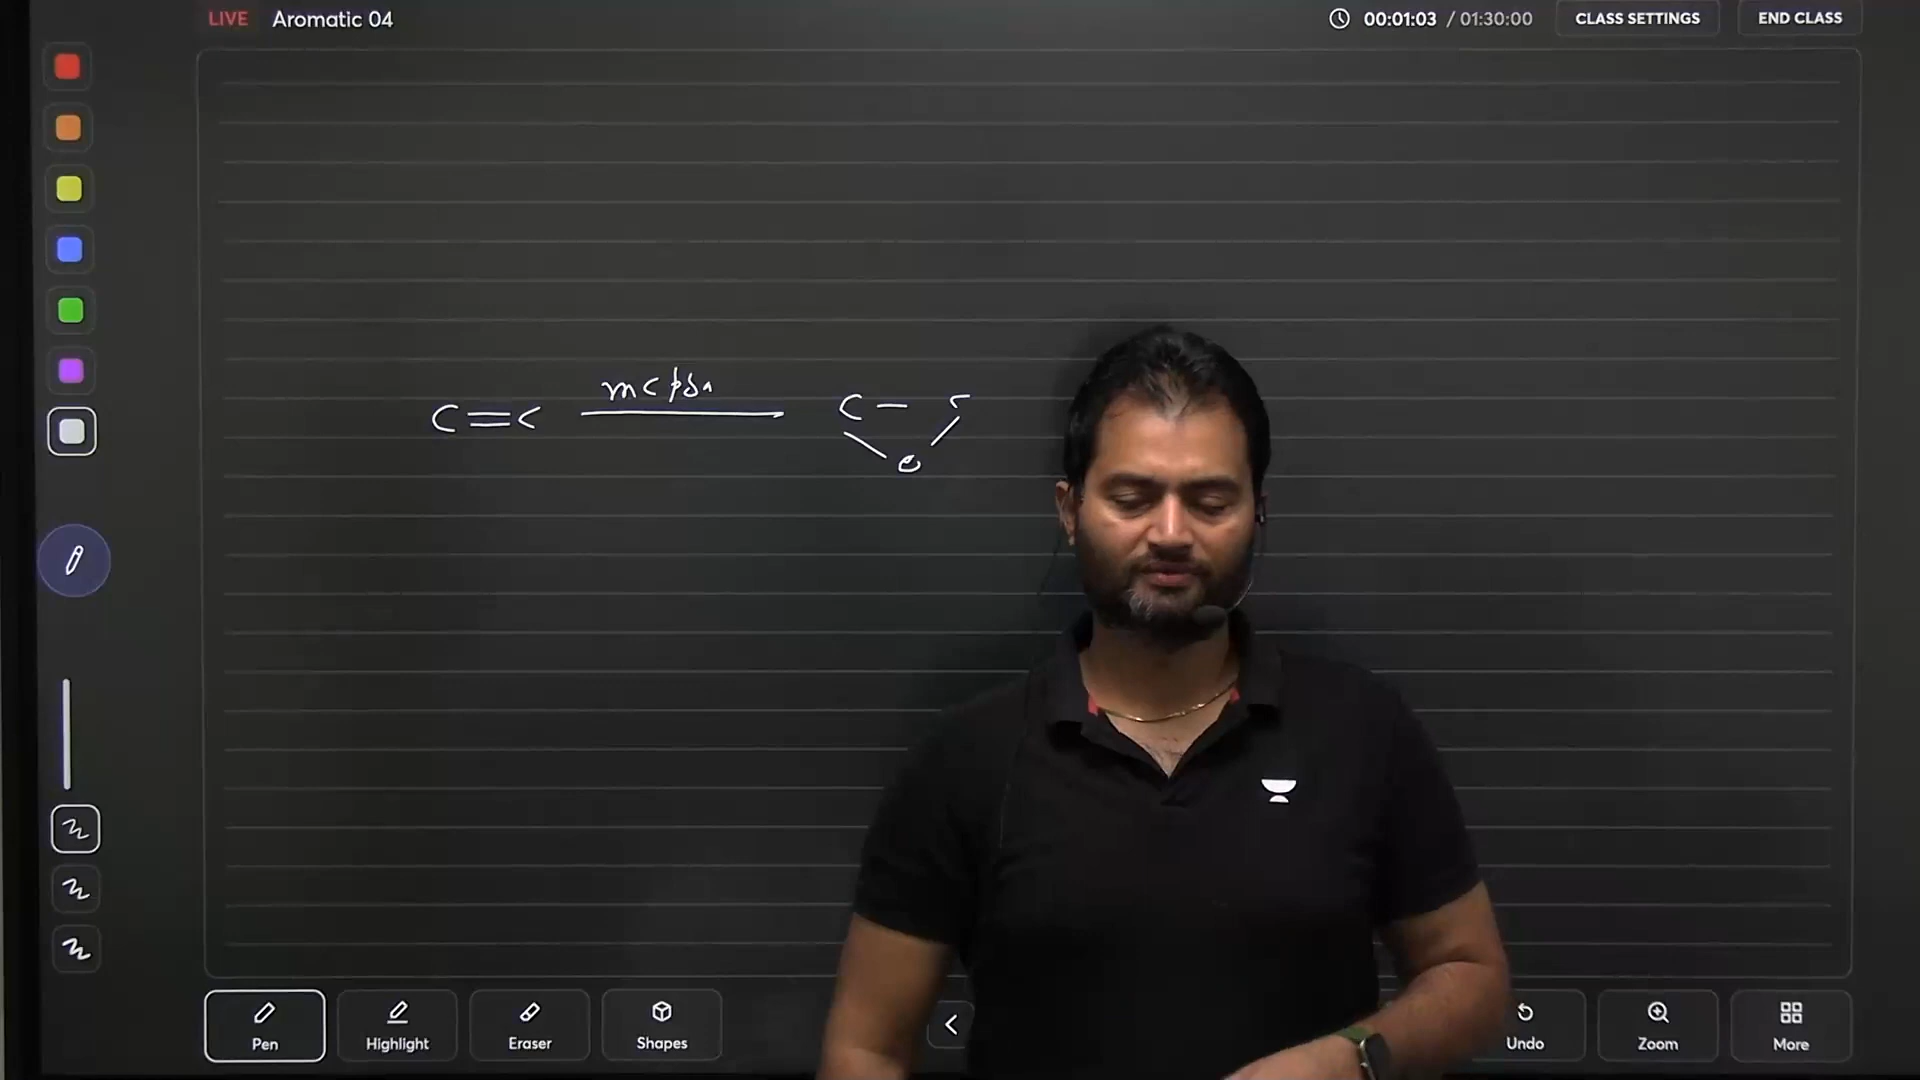 LIVE Aromatic 04 00:01:03 / 01:30:00 CLASS SETTINGS END CLASS
mcpba
C=C C - C
O
Pen Highlight Eraser Shapes Undo Zoom More